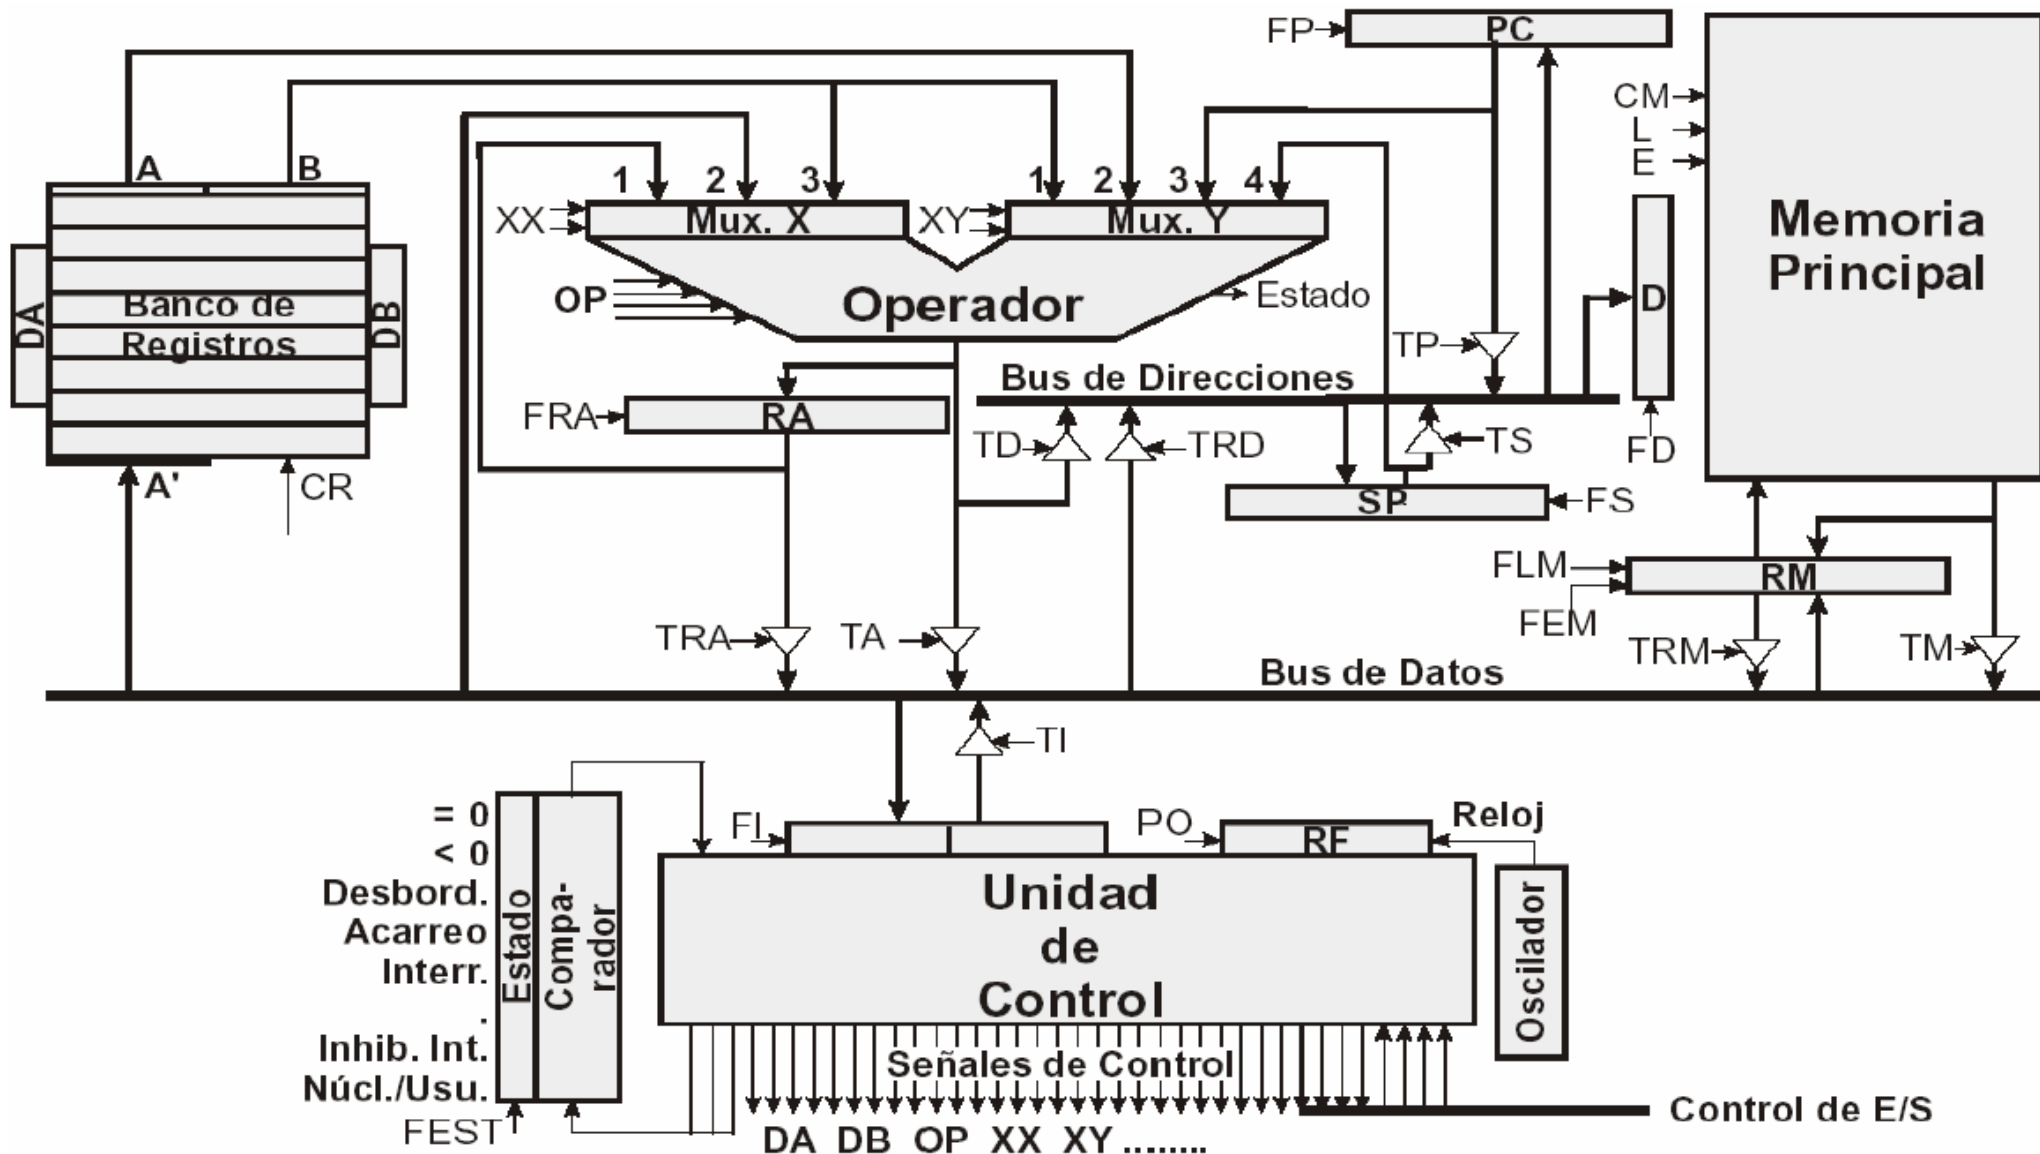 FP
PC
CM
L
E
Memoria
Principal
A
B
1
2
3
1
2
3
4
XX
Mux. X
XY
Mux. Y
OP
Operador
Estado
DA
Banco de
Registros
DB
TP
D
Bus de Direcciones
FRA
RA
TD
TRD
TS
FD
A'
CR
SP
FS
FLM
RM
FEM
TRA
TA
TRM
TM
Bus de Datos
TI
= 0
< 0
Desbord.
Acarreo
Interr.
.
Inhib. Int.
Núcl./Usu.
FEST
Estado
Compa-
rador
FI
PO
RF
Reloj
Unidad
de
Control
Oscilador
Señales de Control
DA DB OP XX XY ........
Control de E/S